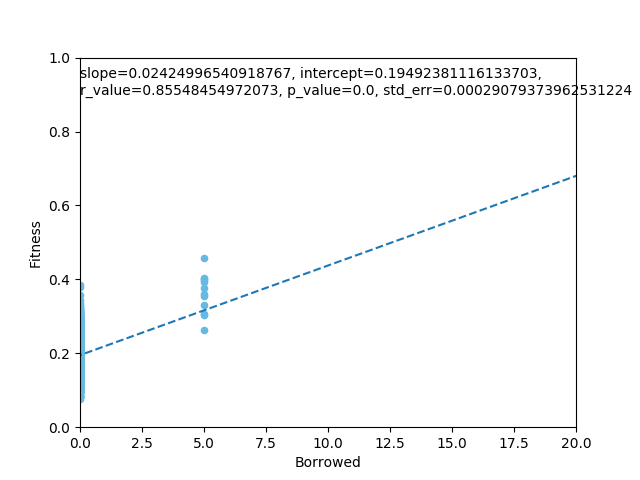 slope=0.02424996540918767, intercept=0.19492381116133703,
r_value=0.85548454972073, p_value=0.0, std_err=0.00029079373962531224
1.0
0.8
0.6
0.4
0.2
0.0
Fitness
0.0 2.5 5.0 7.5 10.0 12.5 15.0 17.5 20.0
Borrowed